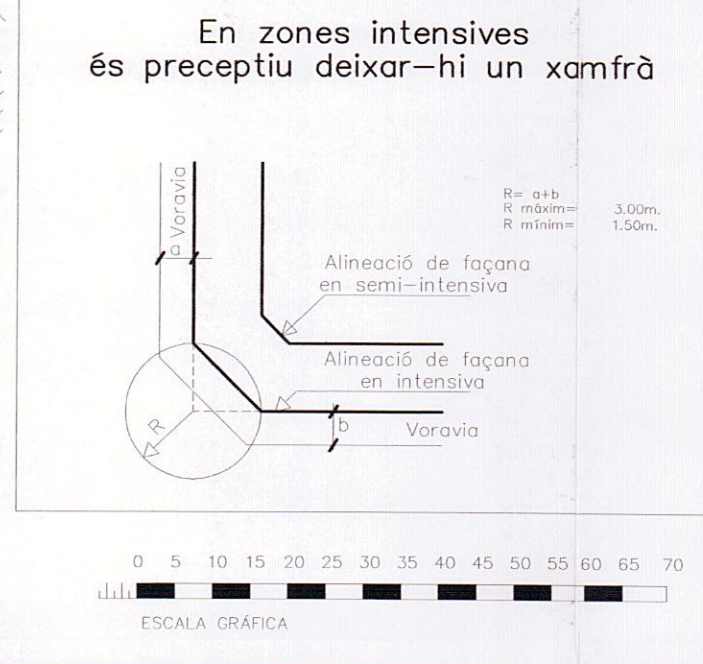 En zones intensives
és preceptiu deixar-hi un xamfrà
a Voravia
R= a+b
R máxim= 3.00m.
R mínim= 1.50m.
Alineació de façana
en semi-intensiva
Alineació de façana
en intensiva
R
b
Voravia
0 5 10 15 20 25 30 35 40 45 50 55 60 65 70
ESCALA GRÁFICA